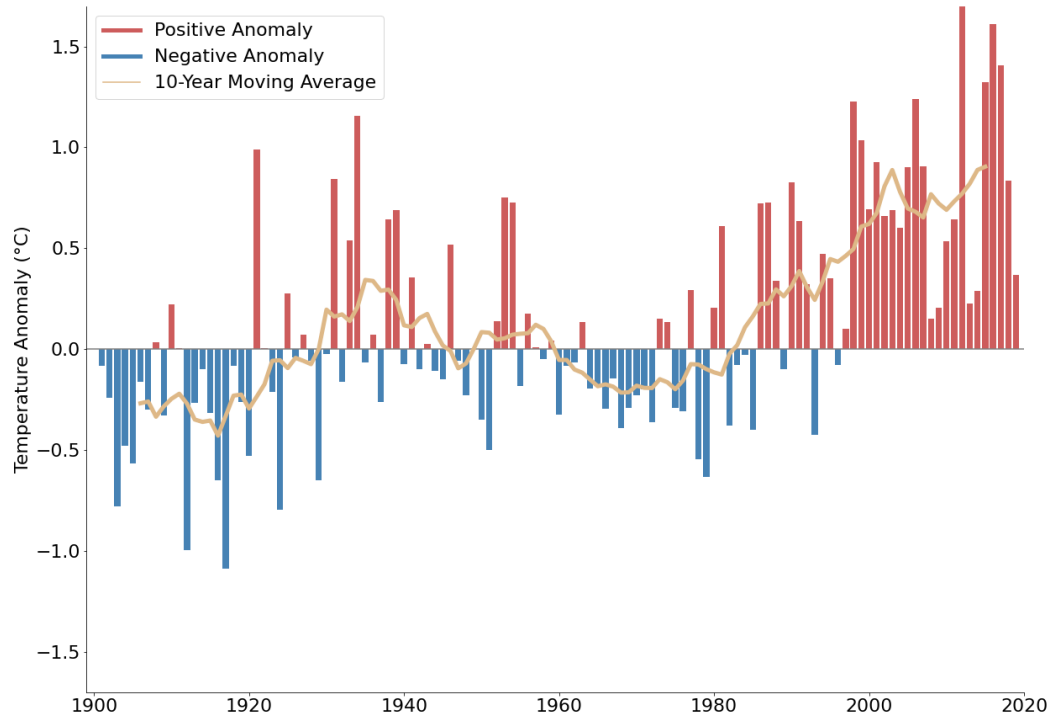 Positive Anomaly
Negative Anomaly
10-Year Moving Average
Temperature Anomaly (°C)
1.5
1.0
0.5
0.0
−0.5
−1.0
−1.5
1900 1920 1940 1960 1980 2000 2020